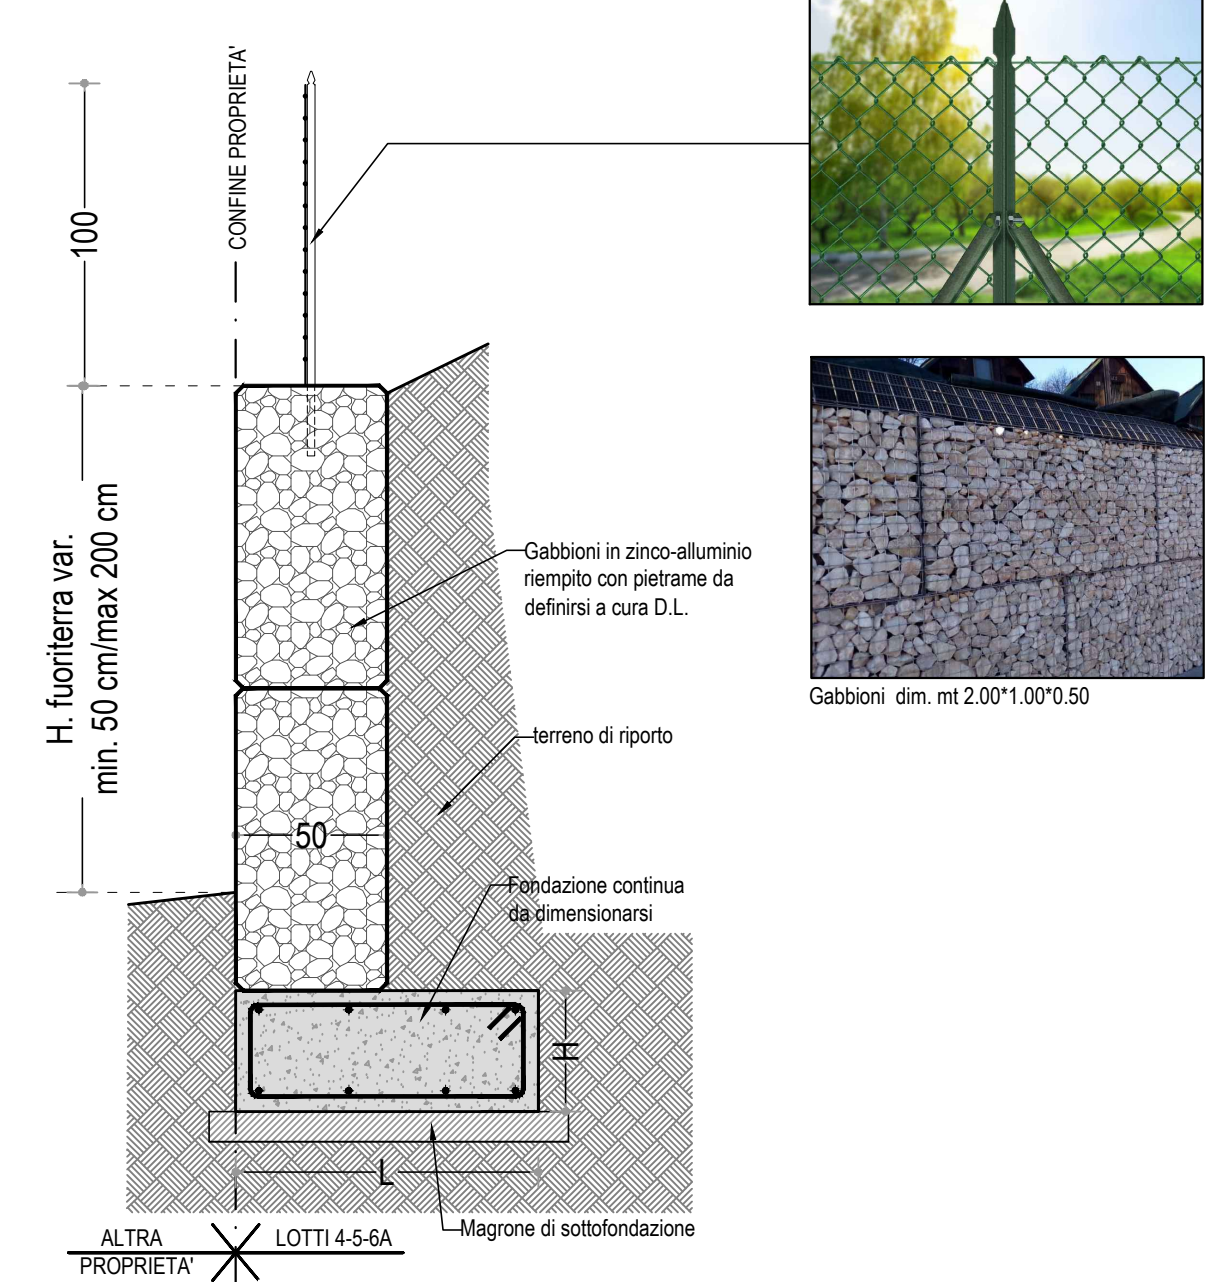 CONFINE PROPRIETA'
100
H. fuoriterra var.
min. 50 cm/max 200 cm
Gabbioni in zinco-alluminio
riempito con pietrame da
definirsi a cura D.L.
Gabbioni dim. mt 2.00*1.00*0.50
terreno di riporto
50
Fondazione continua
da dimensionarsi
H
L
Magrone di sottofondazione
ALTRA
PROPRIETA'
LOTTI 4-5-6A